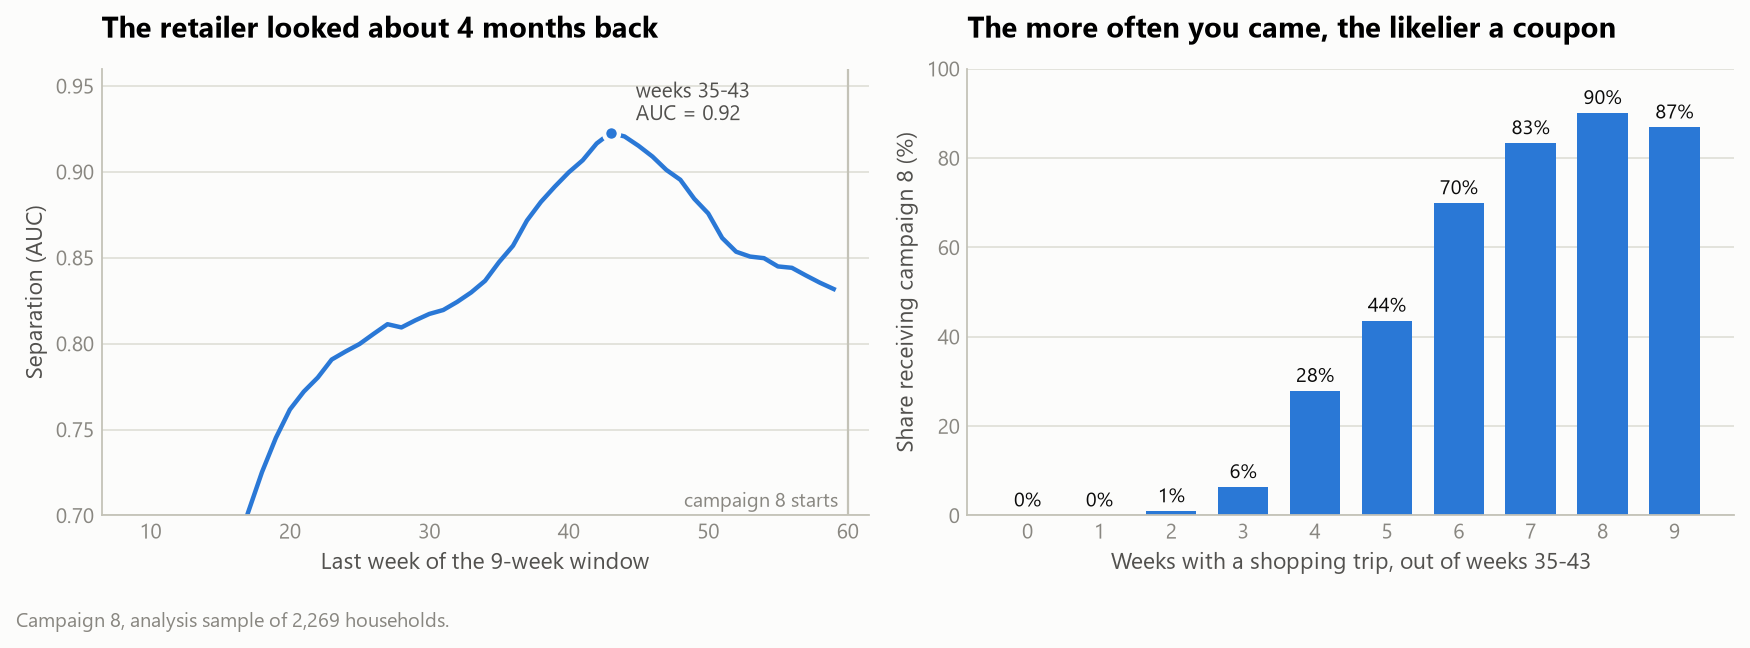 The retailer looked about 4 months back
Separation (AUC)
0.95
0.90
0.85
0.80
0.75
0.70
weeks 35-43
AUC = 0.92
campaign 8 starts
10 20 30 40 50 60
Last week of the 9-week window
The more often you came, the likelier a coupon
Share receiving campaign 8 (%)
100
80
60
40
20
0
0% 0% 1% 6% 28% 44% 70% 83% 90% 87%
0 1 2 3 4 5 6 7 8 9
Weeks with a shopping trip, out of weeks 35-43
Campaign 8, analysis sample of 2,269 households.